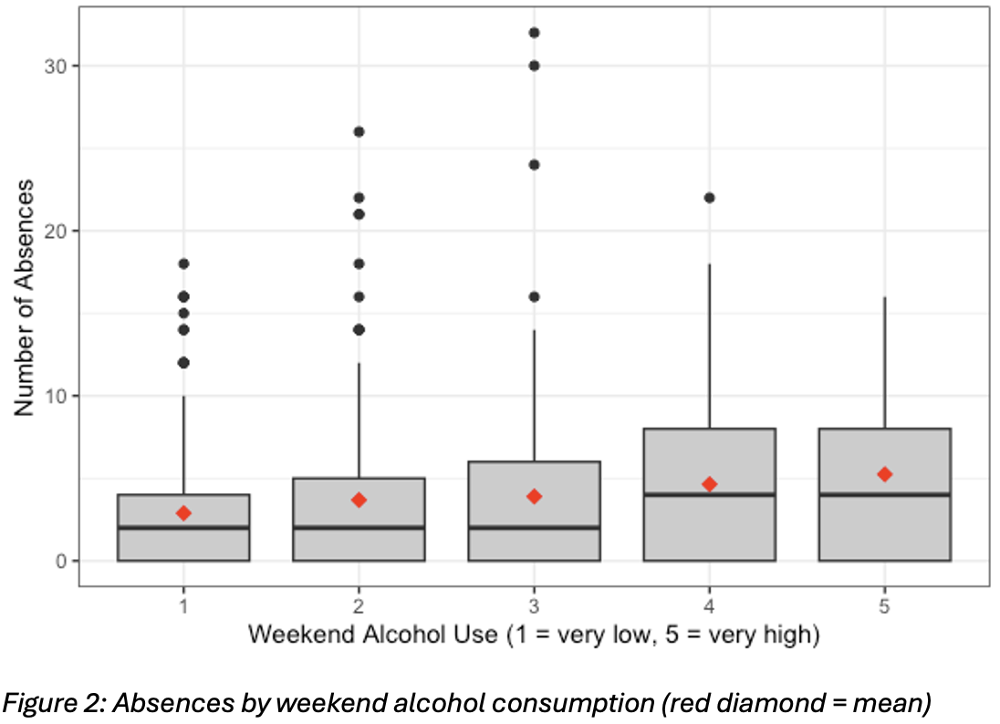 30
20
10
0
Number of Absences
1 2 3 4 5
Weekend Alcohol Use (1 = very low, 5 = very high)
Figure 2: Absences by weekend alcohol consumption (red diamond = mean)